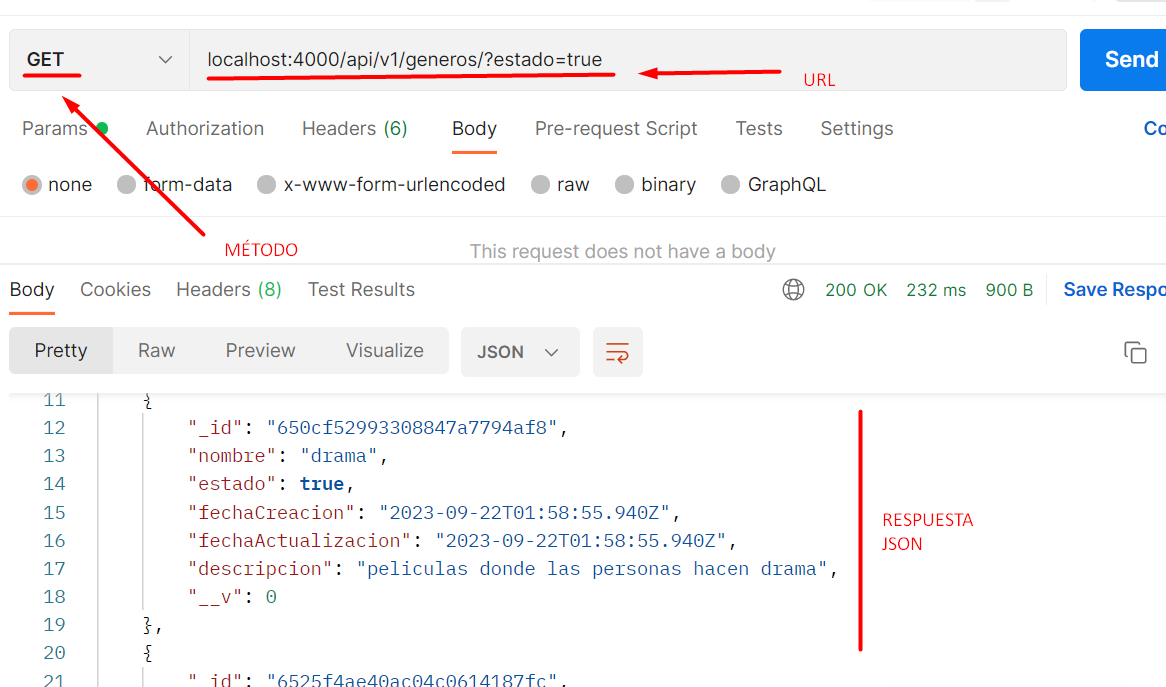 GET localhost:4000/api/v1/generos/?estado=true Send
URL
Params Authorization Headers (6) Body Pre-request Script Tests Settings Co
none form-data x-www-form-urlencoded raw binary GraphQL
MÉTODO
This request does not have a body
Body Cookies Headers (8) Test Results 200 OK 232 ms 900 B Save Respo
Pretty Raw Preview Visualize JSON
11 {
12 "_id": "650cf52993308847a7794af8",
13 "nombre": "drama",
14 "estado": true,
15 "fechaCreacion": "2023-09-22T01:58:55.940Z",
16 "fechaActualizacion": "2023-09-22T01:58:55.940Z",
17 "descripcion": "peliculas donde las personas hacen drama",
18 "__v": 0
19 },
20 {
21 "_id": "6525f4ae40ac04c0614187fc",
RESPUESTA
JSON